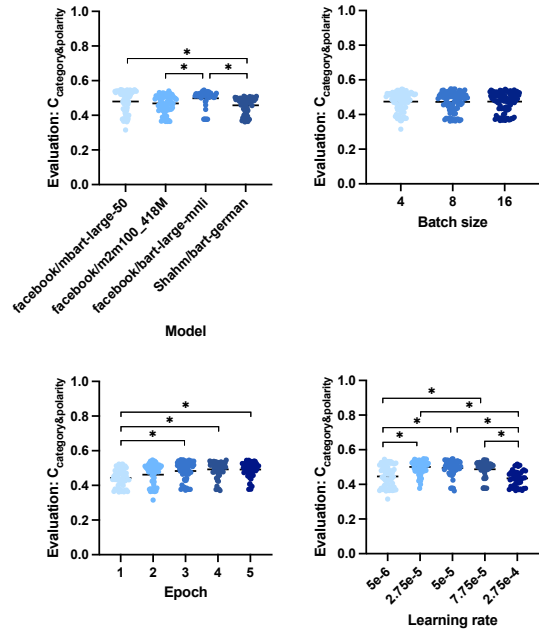 Evaluation: Ccategory&polarity
1.0
0.8
0.6
0.4
0.2
0.0
*
*
*
facebook/mbart-large-50
facebook/m2m100_418M
facebook/bart-large-mnli
Shahm/bart-german
Model
Evaluation: Ccategory&polarity
1.0
0.8
0.6
0.4
0.2
0.0
4
8
16
Batch size
Evaluation: Ccategory&polarity
1.0
0.8
0.6
0.4
0.2
0.0
*
*
*
1
2
3
4
5
Epoch
Evaluation: Ccategory&polarity
1.0
0.8
0.6
0.4
0.2
0.0
*
*
*
*
*
*
5e-6
2.75e-5
5e-5
7.75e-5
2.75e-4
Learning rate